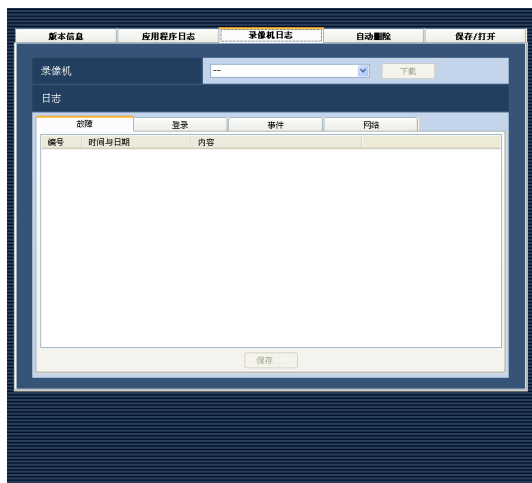 版本信息 应用程序日志 录像机日志 自动删除 保存/打开
录像机 -- 下载
日志
故障 登录 事件 网络
编号 时间与日期 内容
保存...